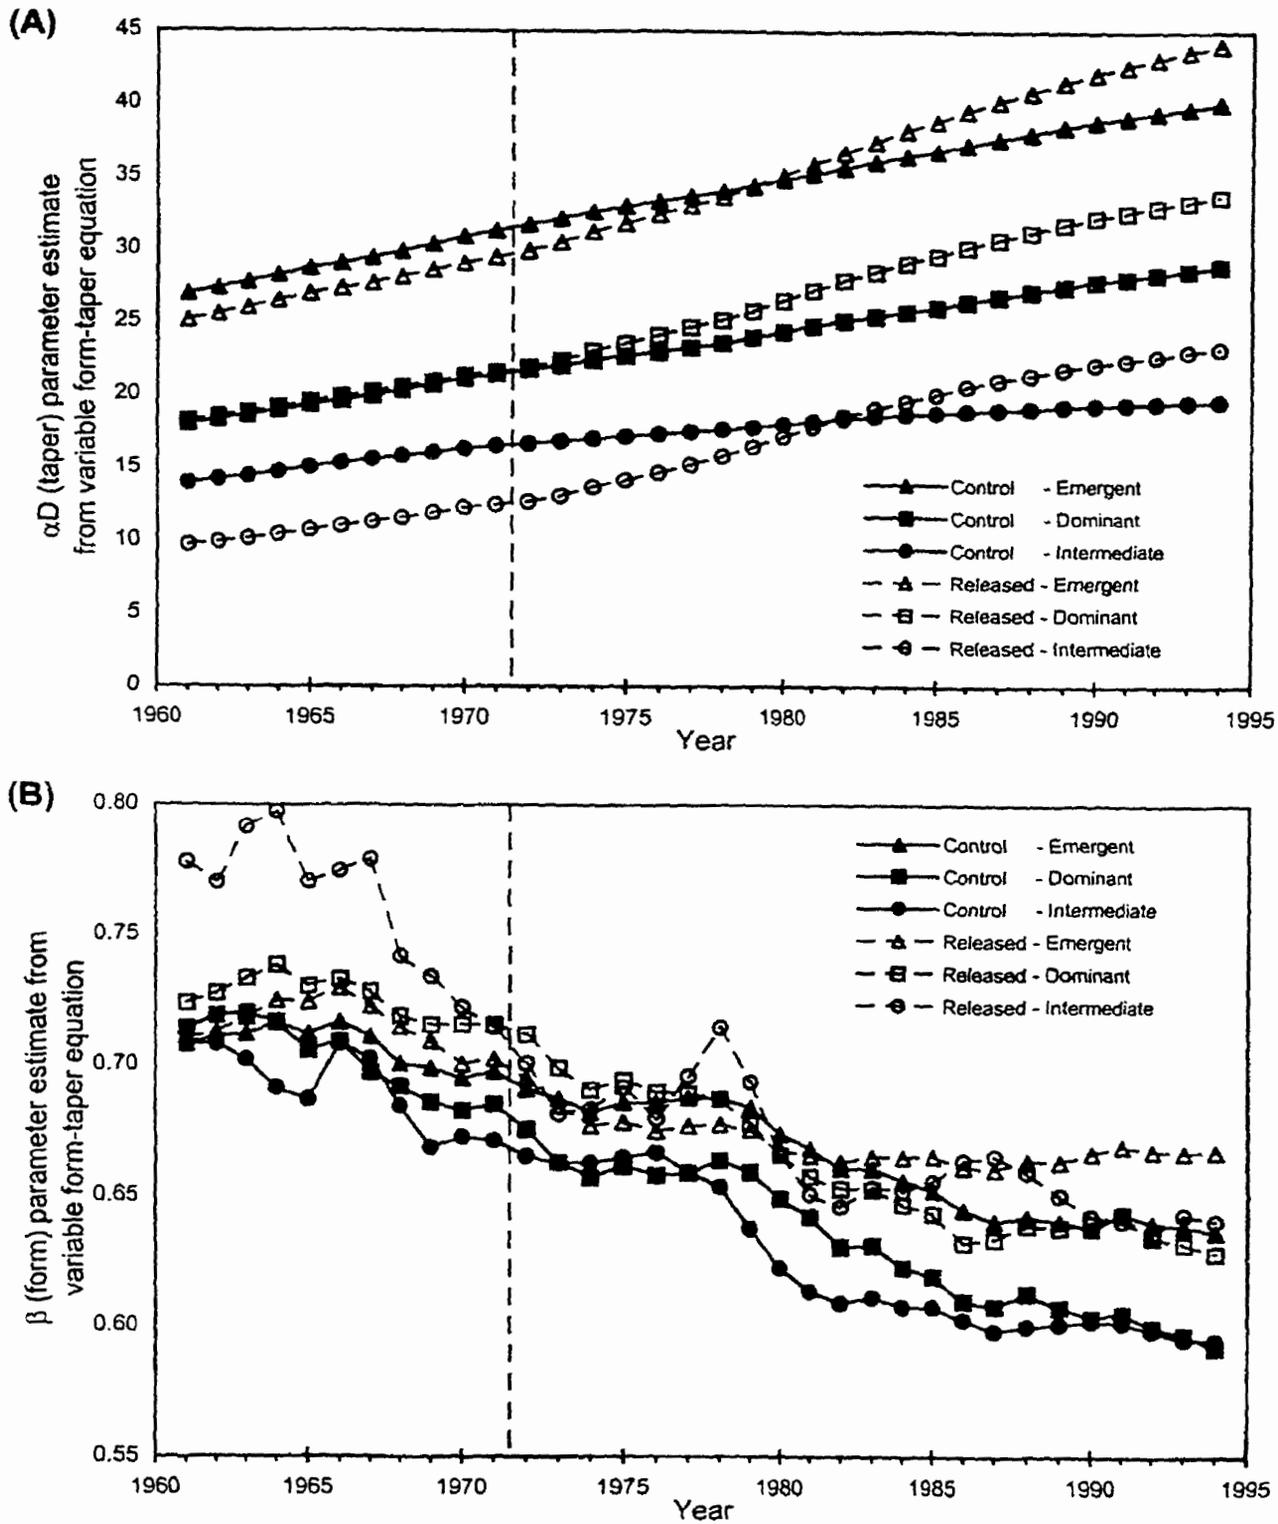 (A)
αD (taper) parameter estimate
from variable form-taper equation
45
40
35
30
25
20
15
10
5
0
Control - Emergent
Control - Dominant
Control - Intermediate
Released - Emergent
Released - Dominant
Released - Intermediate
1960 1965 1970 1975 1980 1985 1990 1995
Year
(B)
β (form) parameter estimate from
variable form-taper equation
0.80
0.75
0.70
0.65
0.60
0.55
Control - Emergent
Control - Dominant
Control - Intermediate
Released - Emergent
Released - Dominant
Released - Intermediate
1960 1965 1970 1975 1980 1985 1990 1995
Year